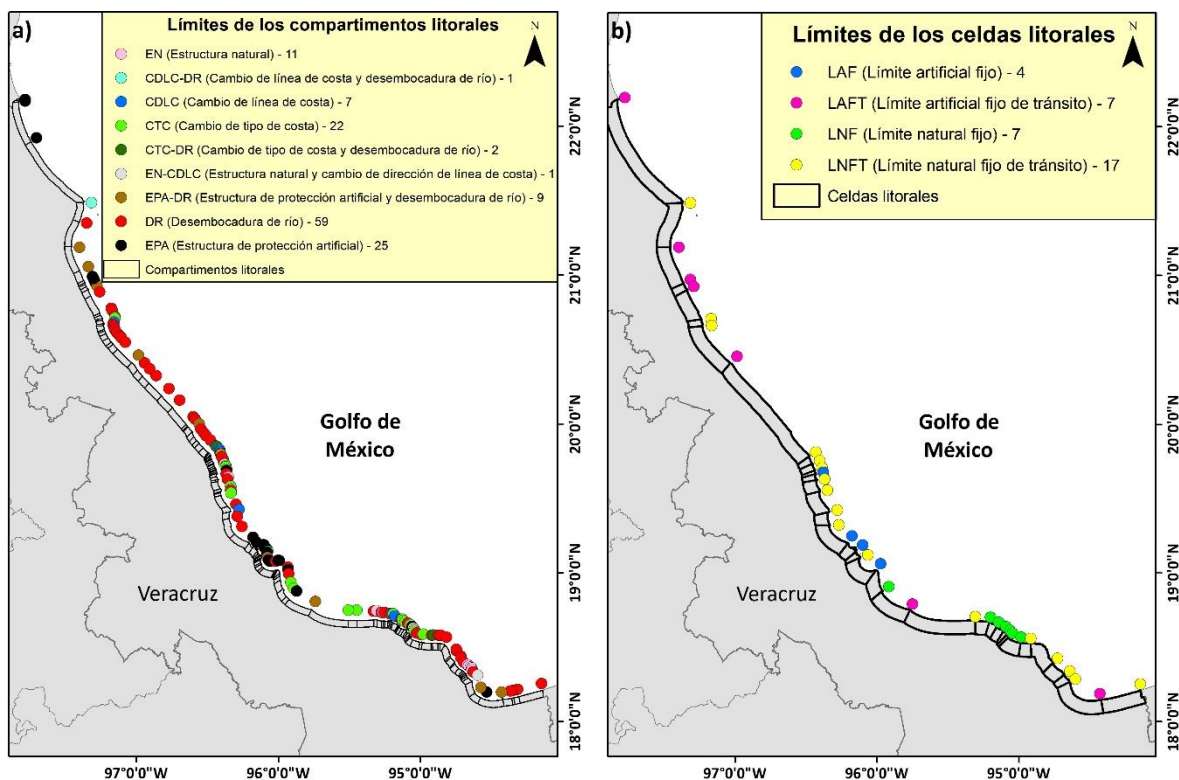 a)
Límites de los compartimentos litorales
N
EN (Estructura natural) - 11
CDLC-DR (Cambio de línea de costa y desembocadura de río) - 1
CDLC (Cambio de línea de costa) - 7
CTC (Cambio de tipo de costa) - 22
CTC-DR (Cambio de tipo de costa y desembocadura de río) - 2
EN-CDLC (Estructura natural y cambio de dirección de línea de costa) - 1
EPA-DR (Estructura de protección artificial y desembocadura de río) - 9
DR (Desembocadura de río) - 59
EPA (Estructura de protección artificial) - 25
Compartimentos litorales
Golfo de
México
Veracruz
22°0'0"N
21°0'0"N
20°0'0"N
19°0'0"N
18°0'0"N
97°0'0"W
96°0'0"W
95°0'0"W
b)
Límites de los celdas litorales
N
LAF (Límite artificial fijo) - 4
LAFT (Límite artificial fijo de tránsito) - 7
LNF (Límite natural fijo) - 7
LNFT (Límite natural fijo de tránsito) - 17
Celdas litorales
Golfo de
México
Veracruz
22°0'0"N
21°0'0"N
20°0'0"N
19°0'0"N
18°0'0"N
97°0'0"W
96°0'0"W
95°0'0"W